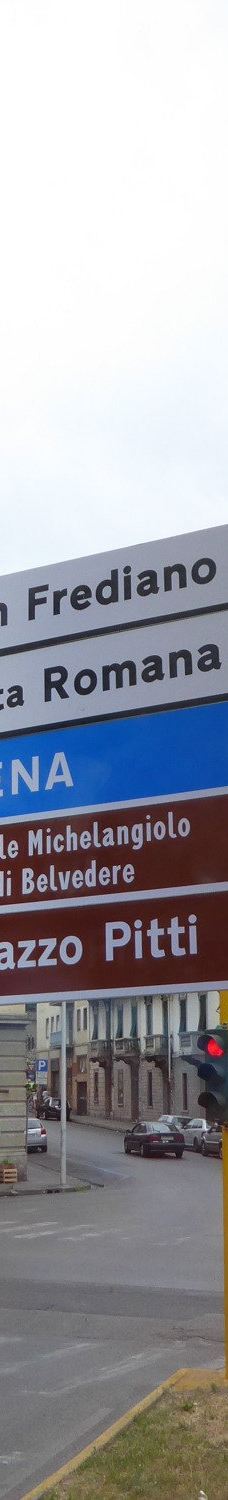 n Frediano
ta Romana
ENA
le Michelangiolo
di Belvedere
azzo Pitti
P